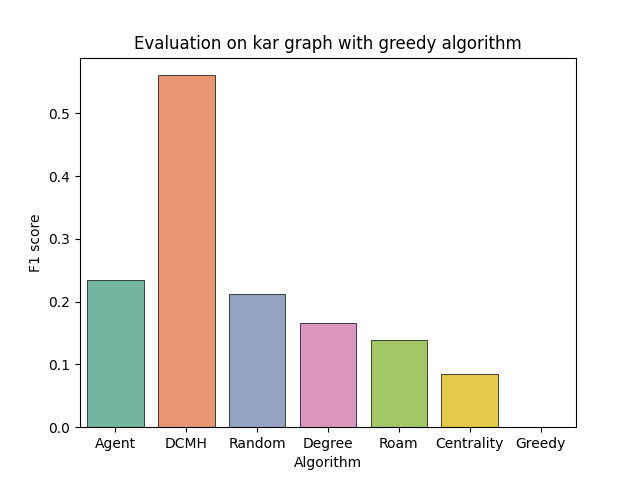 Evaluation on kar graph with greedy algorithm
F1 score
0.5
0.4
0.3
0.2
0.1
0.0
Agent DCMH Random Degree Roam Centrality Greedy
Algorithm